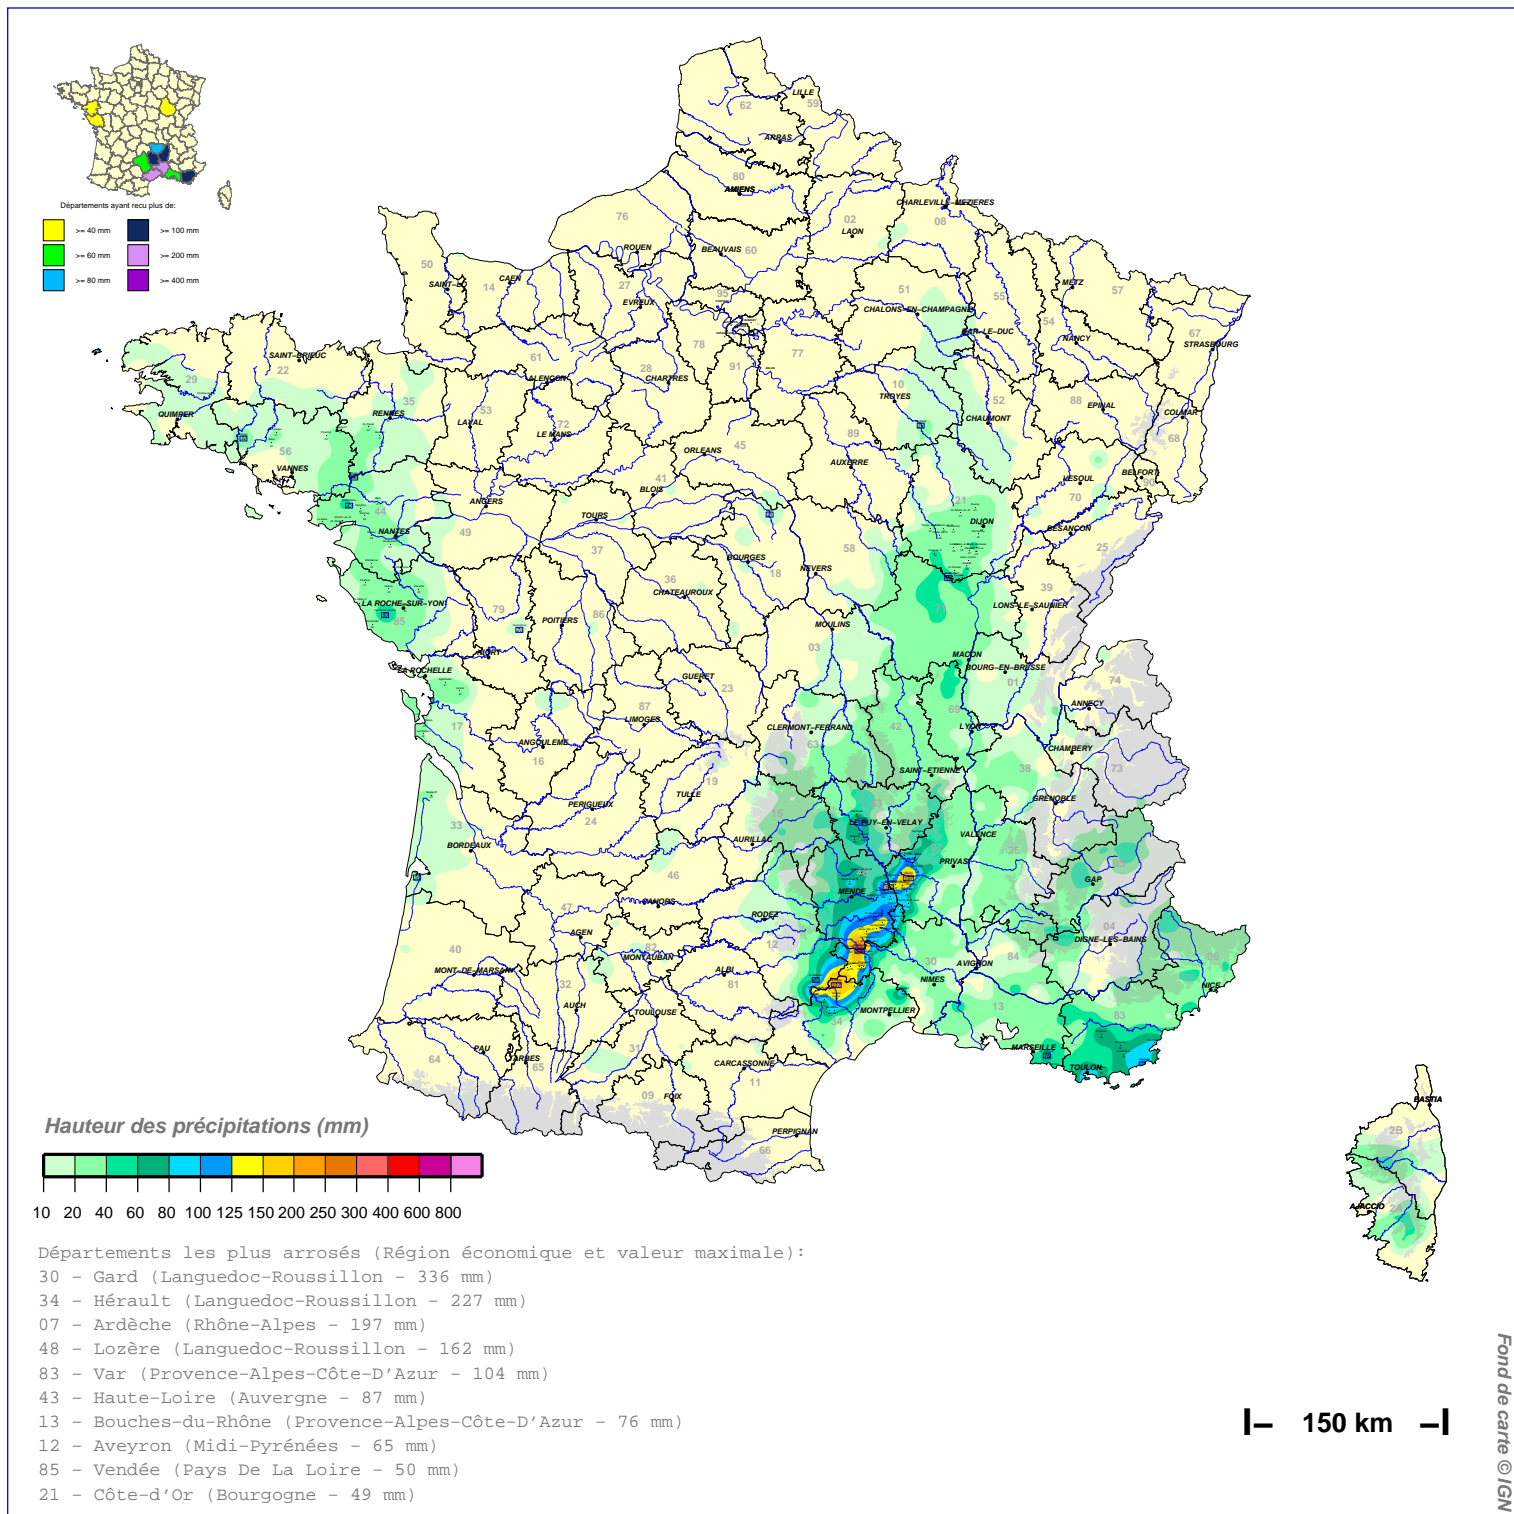 Départements ayant recu plus de:
>= 40 mm >= 100 mm
>= 60 mm >= 200 mm
>= 80 mm >= 400 mm
LILLE
62
59
ARRAS
80
AMIENS
CHARLEVILLE-MEZIERES
76
02
08
LAON
ROUEN
BEAUVAIS
60
50
CAEN
SAINT-LO
14
27
EVREUX
95
51
CHALONS-EN-CHAMPAGNE
55
METZ
57
BAR-LE-DUC
54
NANCY
67
STRASBOURG
SAINT-BRIEUC
22
29
61
78
77
ALENCON
28
CHARTRES
91
10
TROYES
52
88
EPINAL
COLMAR
QUIMPER
35
RENNES
53
LAVAL
72
LE MANS
CHAUMONT
68
45
ORLEANS
89
AUXERRE
56
VANNES
41
BLOIS
VESOUL
70
BELFORT
90
ANGERS
21
DIJON
44
NANTES
49
TOURS
37
BESANCON
25
BOURGES
18
58
NEVERS
36
CHATEAUROUX
39
LONS-LE-SAUNIER
LA ROCHE-SUR-YON
85
79
POITIERS
86
71
MOULINS
03
NIORT
MACON
BOURG-EN-BRESSE
LA ROCHELLE
GUERET
23
01
74
ANNECY
17
87
LIMOGES
69
LYON
CLERMONT-FERRAND
63
42
ANGOULEME
16
CHAMBERY
73
SAINT-ETIENNE
38
19
TULLE
GRENOBLE
PERIGUEUX
24
43
LE-PUY-EN-VELAY
15
33
BORDEAUX
AURILLAC
VALENCE
26
07
PRIVAS
05
GAP
46
48
MENDE
CAHORS
47
RODEZ
12
AGEN
04
DIGNE-LES-BAINS
06
40
82
MONTAUBAN
MONT-DE-MARSAN
ALBI
81
30
AVIGNON
84
NIMES
NICE
32
AUCH
TOULOUSE
34
MONTPELLIER
13
83
31
64
PAU
TARBES
65
MARSEILLE
TOULON
CARCASSONNE
11
09
FOIX
PERPIGNAN
66
BASTIA
2B
AJACCIO
2A
Hauteur des précipitations (mm)
10 20 40 60 80 100 125 150 200 250 300 400 600 800
Départements les plus arrosés (Région économique et valeur maximale):
30 - Gard (Languedoc-Roussillon - 336 mm)
34 - Hérault (Languedoc-Roussillon - 227 mm)
07 - Ardèche (Rhône-Alpes - 197 mm)
48 - Lozère (Languedoc-Roussillon - 162 mm)
83 - Var (Provence-Alpes-Côte-D'Azur - 104 mm)
43 - Haute-Loire (Auvergne - 87 mm)
13 - Bouches-du-Rhône (Provence-Alpes-Côte-D'Azur - 76 mm)
12 - Aveyron (Midi-Pyrénées - 65 mm)
85 - Vendée (Pays De La Loire - 50 mm)
21 - Côte-d'Or (Bourgogne - 49 mm)
150 km
Fond de carte © IGN